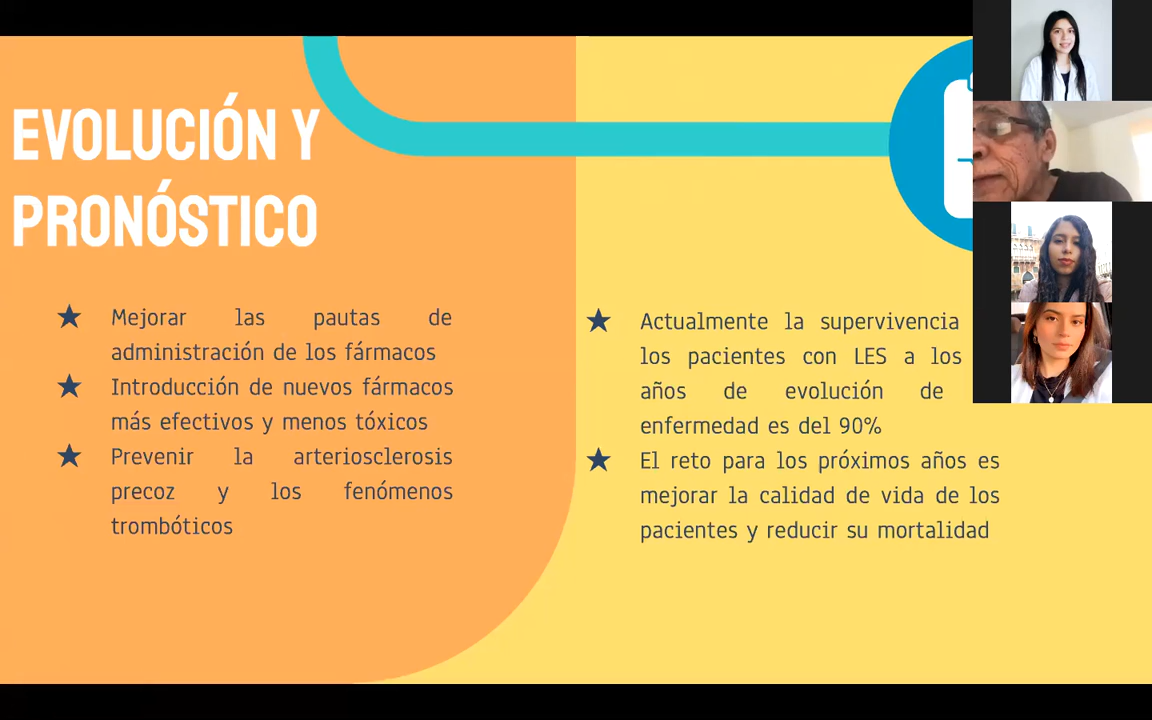 EVOLUCIÓN Y
PRONÓSTICO
Mejorar las pautas de
administración de los fármacos
Introducción de nuevos fármacos
más efectivos y menos tóxicos
Prevenir la arteriosclerosis
precoz y los fenómenos
trombóticos
Actualmente la supervivencia
los pacientes con LES a los
años de evolución de
enfermedad es del 90%
El reto para los próximos años es
mejorar la calidad de vida de los
pacientes y reducir su mortalidad